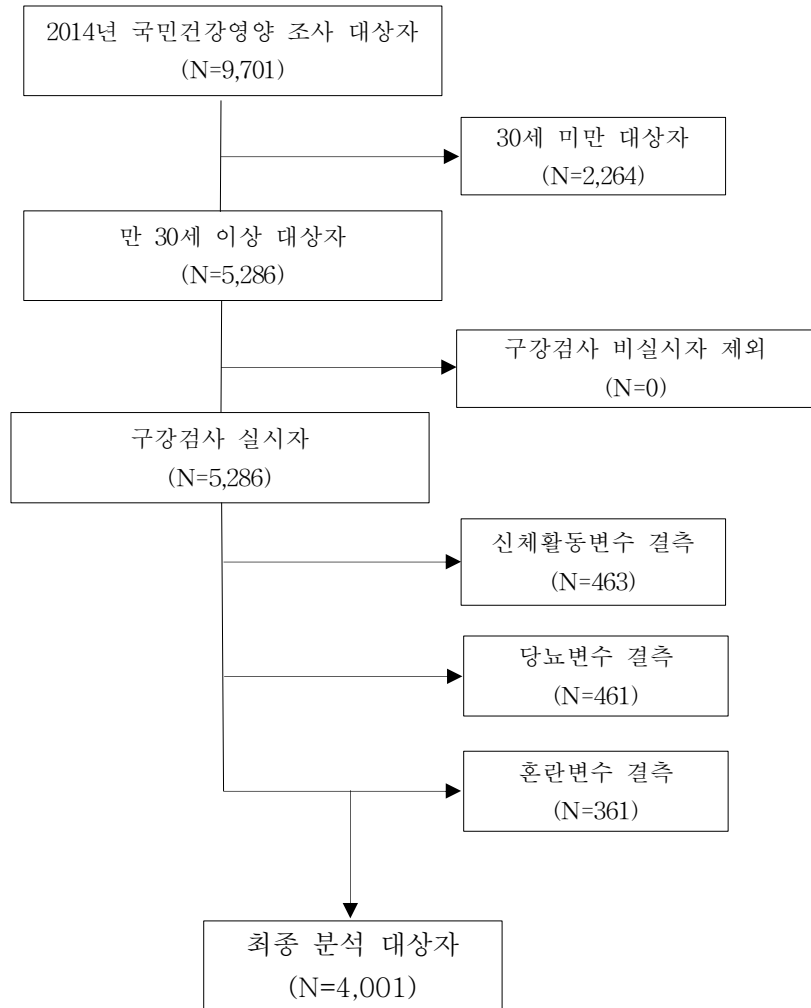 2014년 국민건강영양 조사 대상자
(N=9,701)
30세 미만 대상자
(N=2,264)
만 30세 이상 대상자
(N=5,286)
구강검사 비실시자 제외
(N=0)
구강검사 실시자
(N=5,286)
신체활동변수 결측
(N=463)
당뇨변수 결측
(N=461)
혼란변수 결측
(N=361)
최종 분석 대상자
(N=4,001)